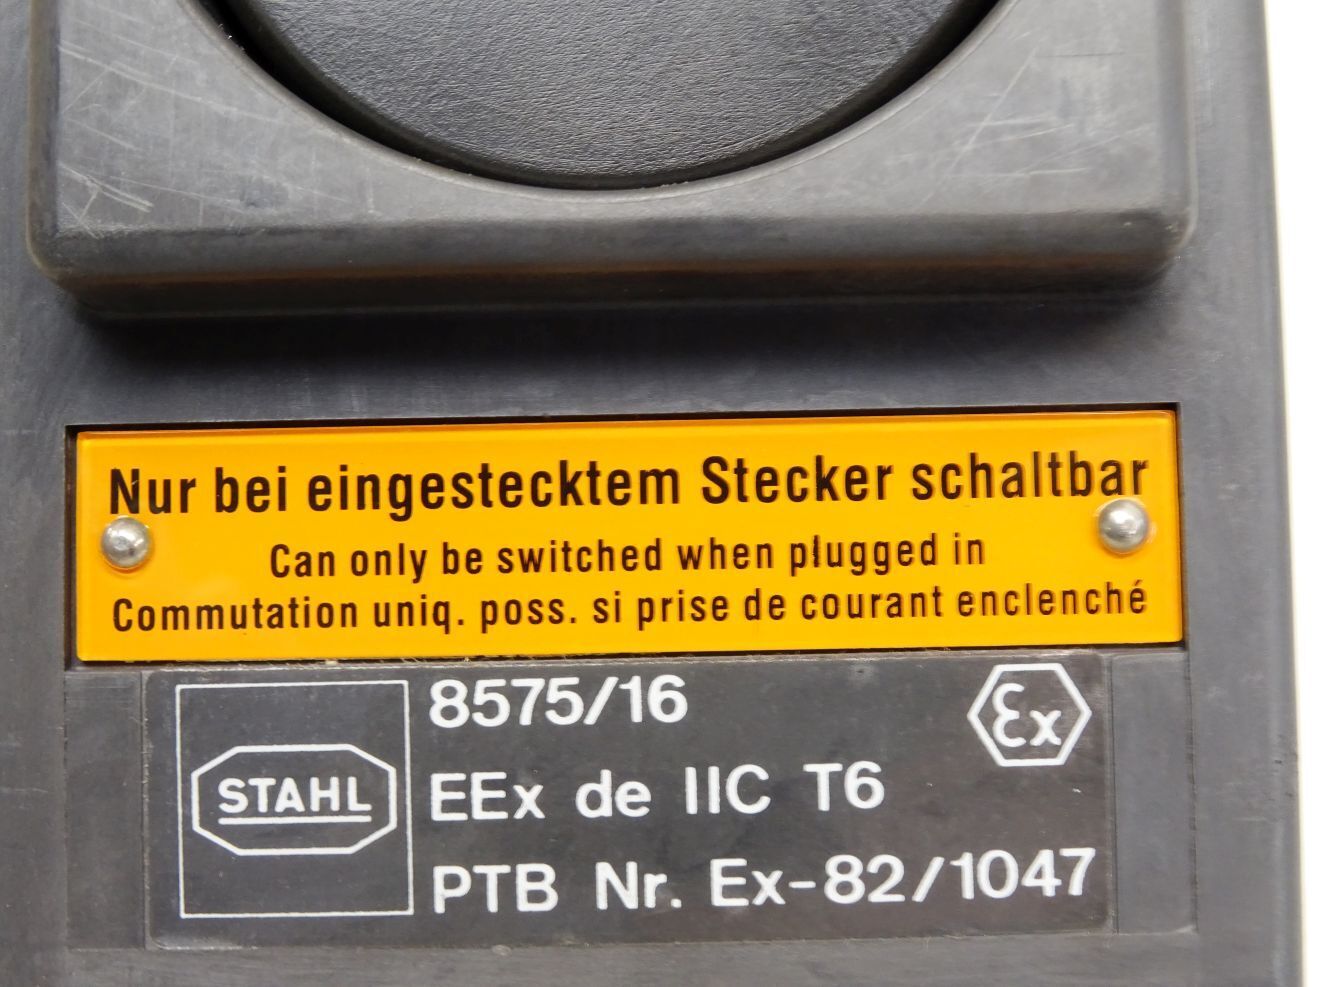 Nur bei eingestecktem Stecker schaltbar
Can only be switched when plugged in
Commutation uniq. poss. si prise de courant enclenché
8575/16
Ex
STAHL
EEx de IIC T6
PTB Nr. Ex-82/1047